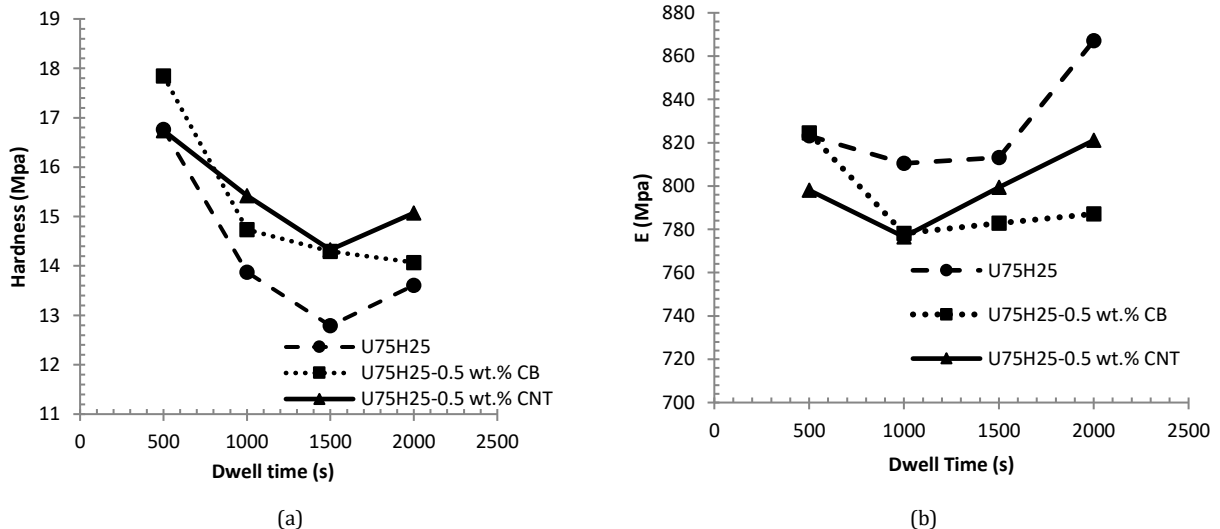 19
18
17
16
15
14
13
12
11
Hardness (Mpa)
0 500 1000 1500 2000 2500
Dwell time (s)
U75H25
U75H25-0.5 wt.% CB
U75H25-0.5 wt.% CNT
(a)
880
860
840
820
800
780
760
740
720
700
E (Mpa)
0 500 1000 1500 2000 2500
Dwell Time (s)
U75H25
U75H25-0.5 wt.% CB
U75H25-0.5 wt.% CNT
(b)